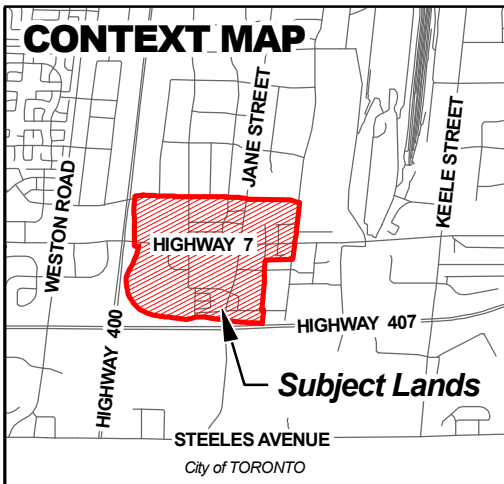 CONTEXT MAP
JANE STREET
KEELE STREET
WESTON ROAD
HIGHWAY 7
HIGHWAY 400
HIGHWAY 407
Subject Lands
STEELES AVENUE
City of TORONTO